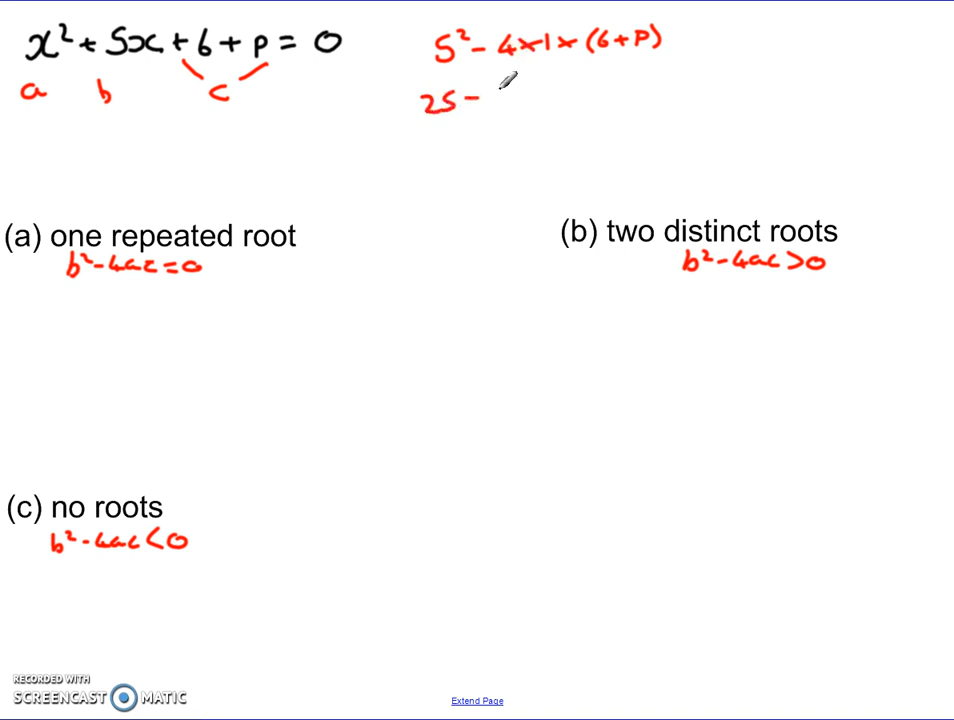 x² + 5x + 6 + p = 0
a b c
5² - 4×1×(6+p)
25 -
(a) one repeated root
b² - 4ac = 0
(b) two distinct roots
b² - 4ac > 0
(c) no roots
b² - 4ac < 0
RECORDED WITH
SCREENCAST MATIC
Extend Page